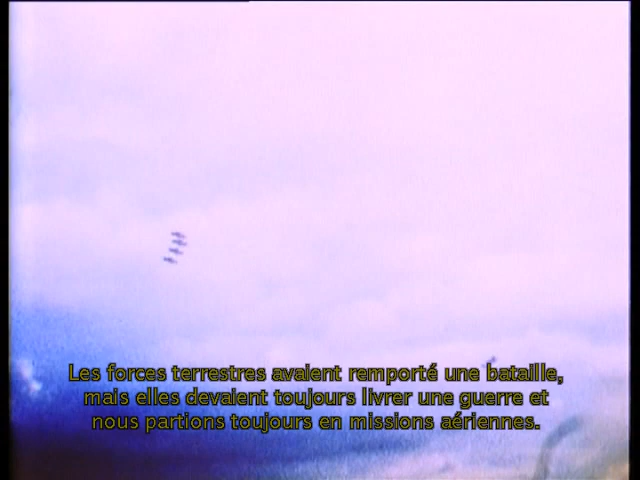 Les forces terrestres avaient remporté une bataille,
mais elles devaient toujours livrer une guerre et
nous partions toujours en missions aériennes.